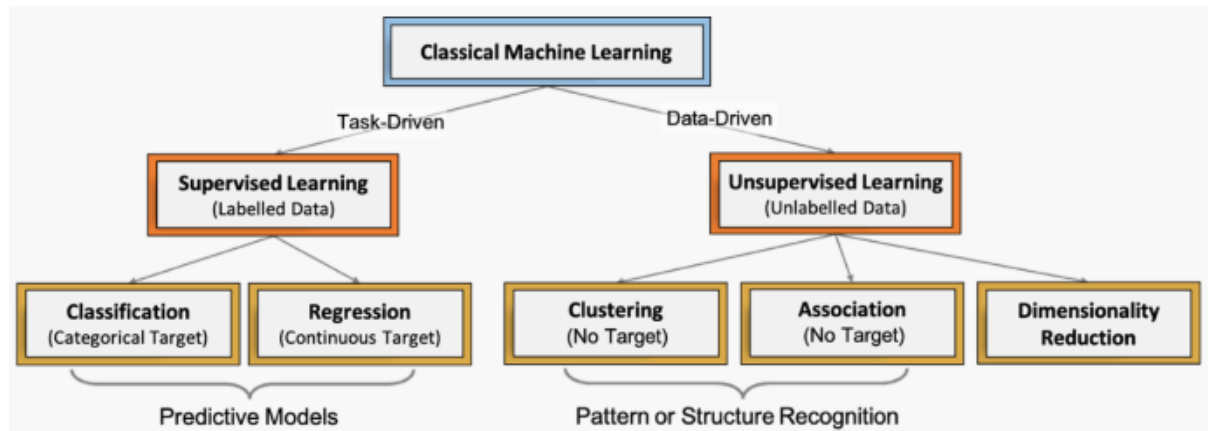 Classical Machine Learning
Task-Driven
Data-Driven
Supervised Learning
(Labelled Data)
Unsupervised Learning
(Unlabelled Data)
Classification
(Categorical Target)
Regression
(Continuous Target)
Clustering
(No Target)
Association
(No Target)
Dimensionality
Reduction
Predictive Models
Pattern or Structure Recognition